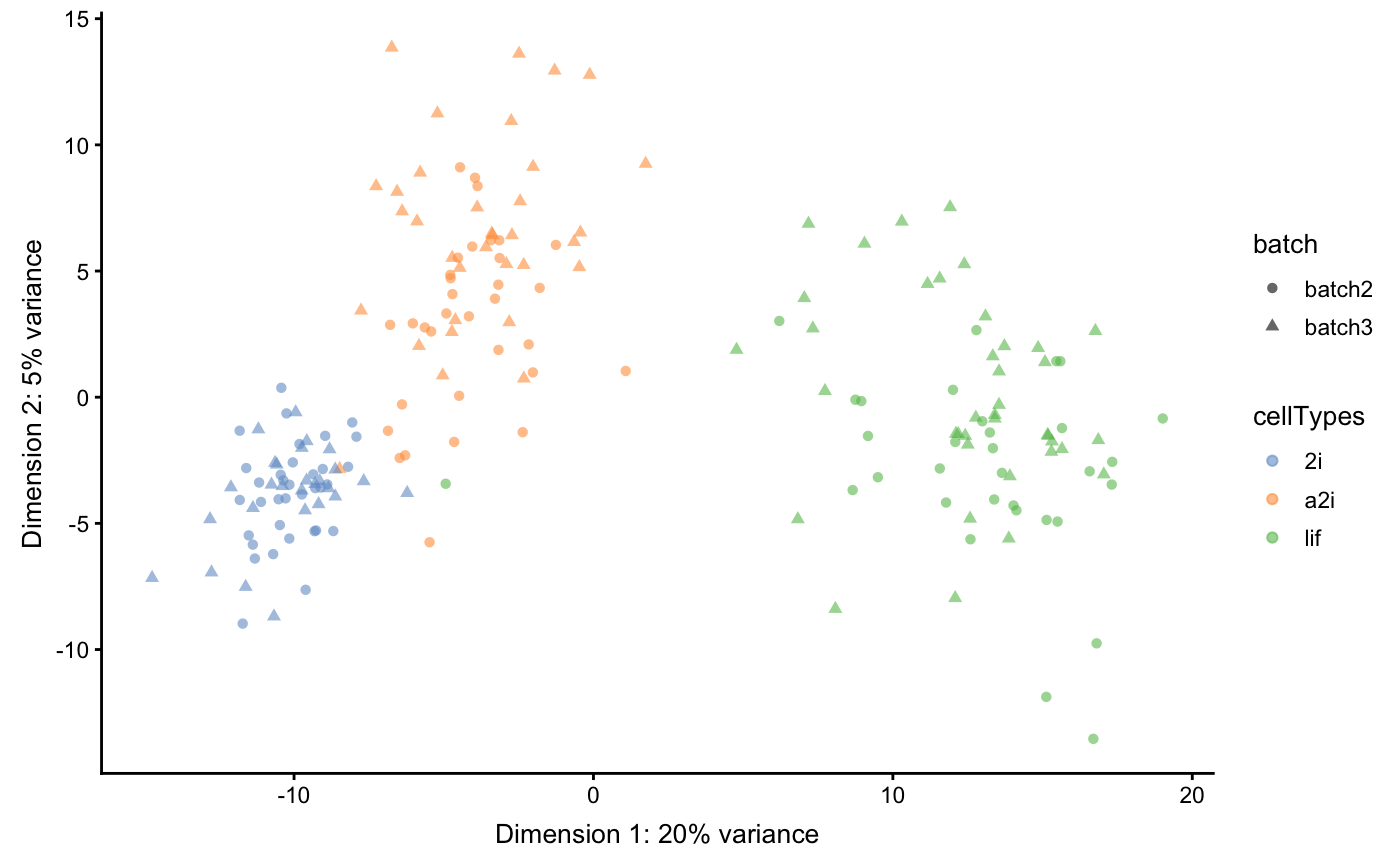 15
10
5
0
-5
-10
Dimension 2: 5% variance
-10
0
10
20
Dimension 1: 20% variance
batch
batch2
batch3
cellTypes
2i
a2i
lif